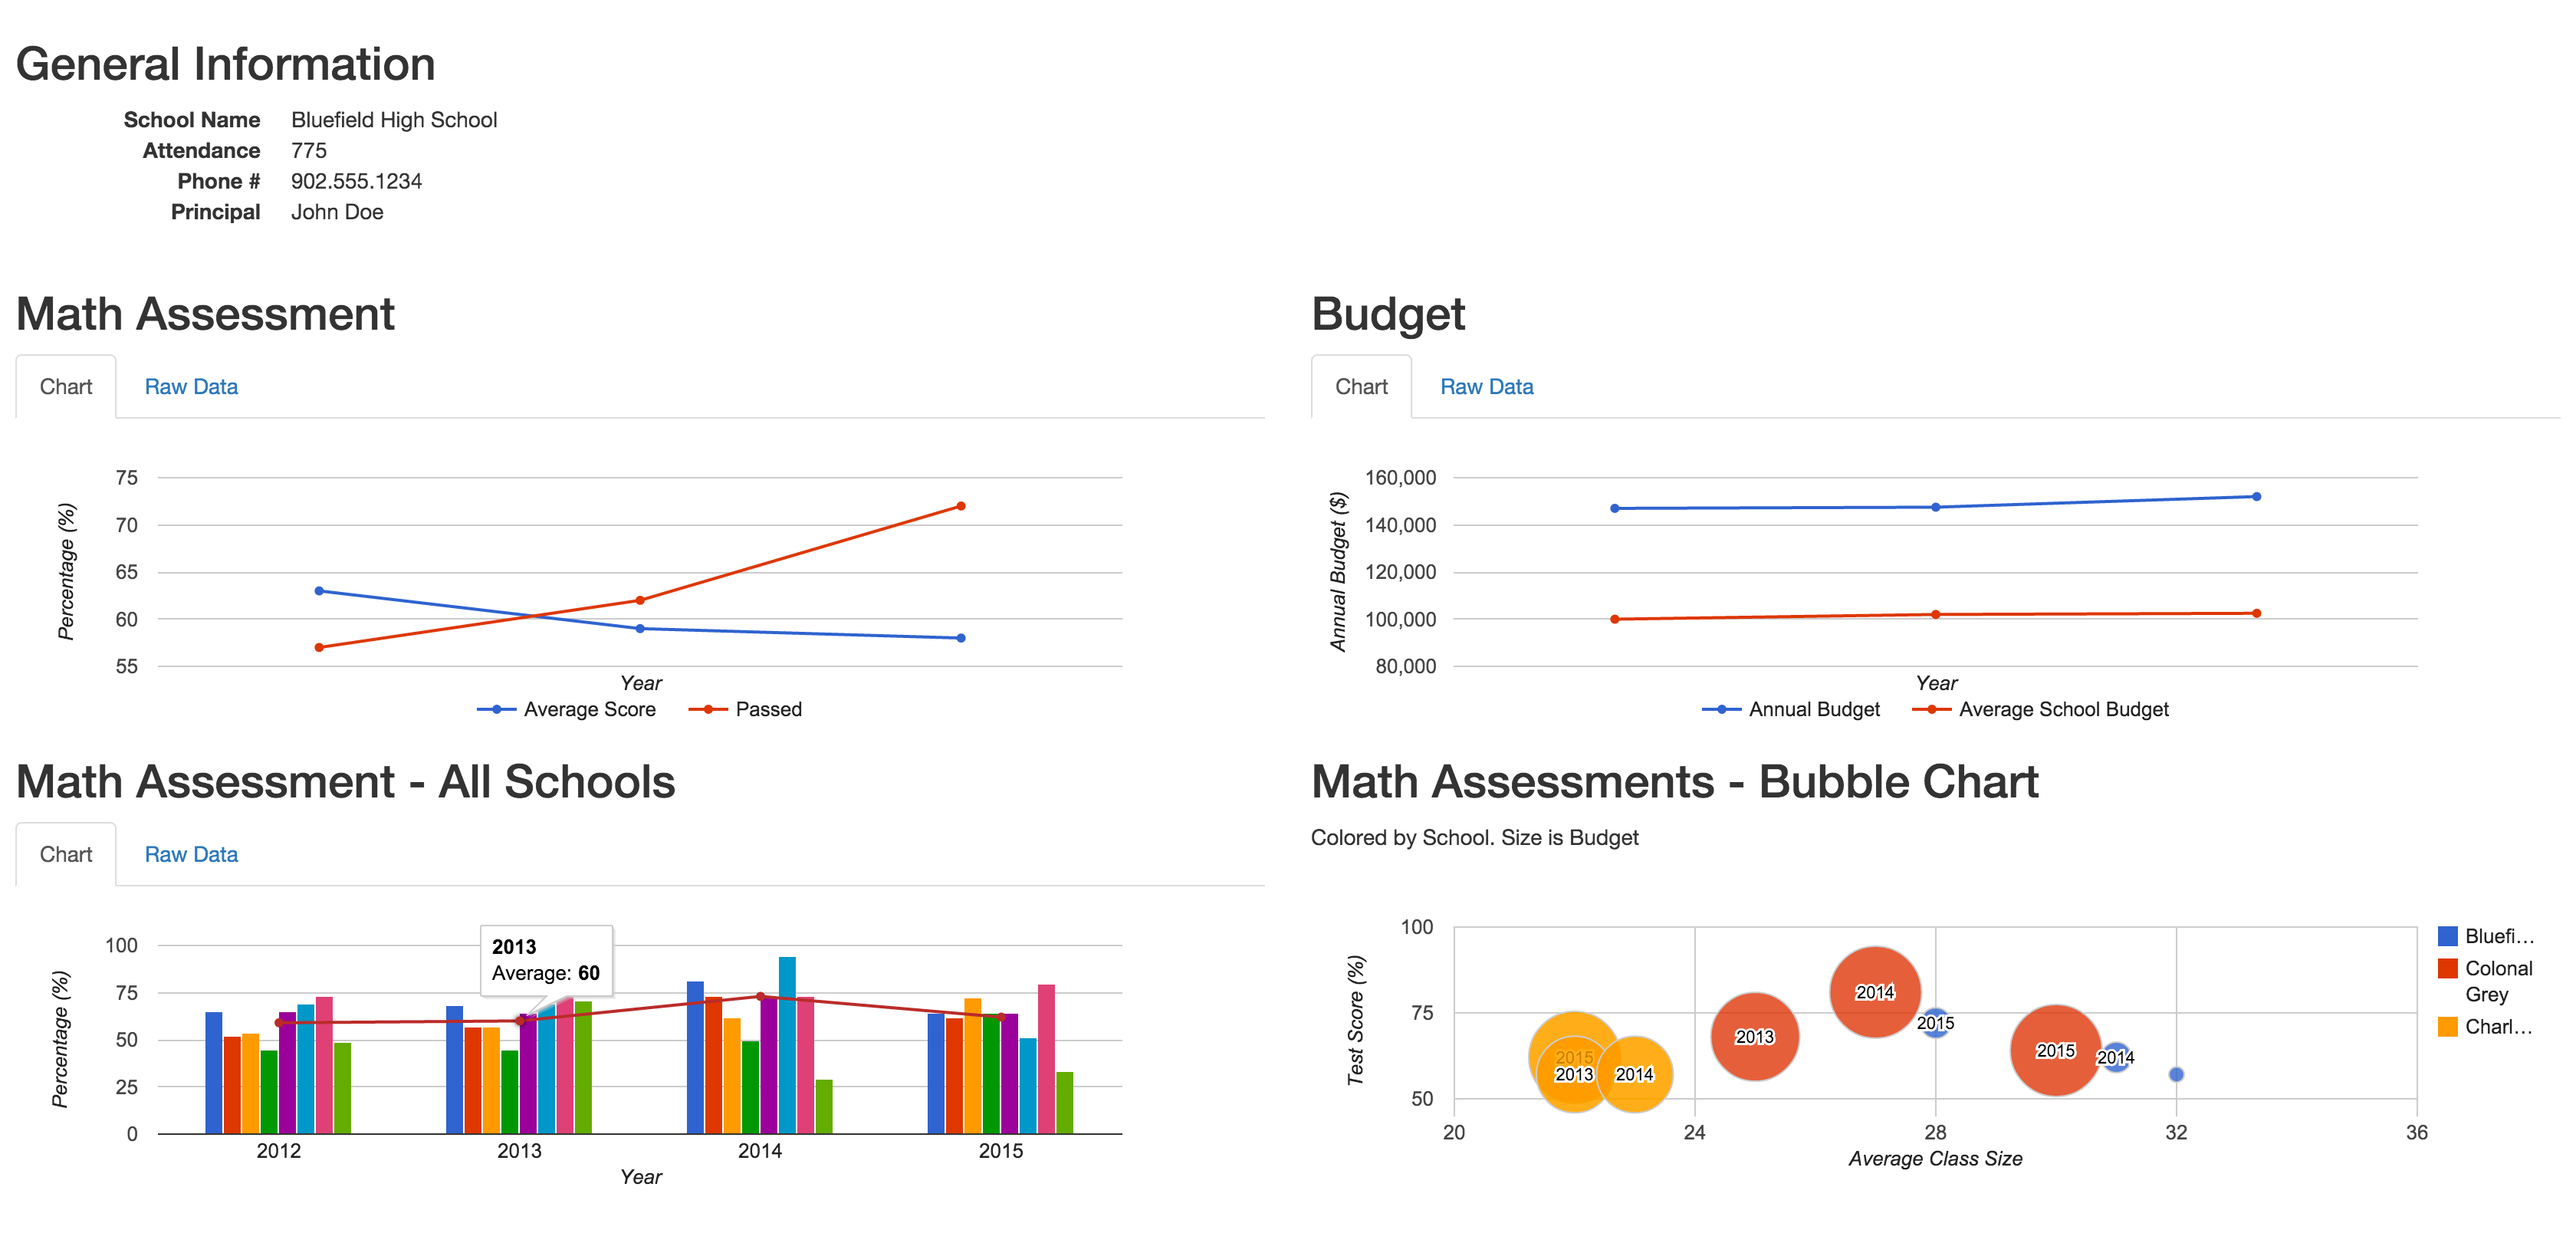 General Information
School Name Bluefield High School
Attendance 775
Phone # 902.555.1234
Principal John Doe
Math Assessment
Chart Raw Data
75
70
65
60
55
Percentage (%)
Year
Average Score Passed
Budget
Chart Raw Data
160,000
140,000
120,000
100,000
80,000
Annual Budget ($)
Year
Annual Budget Average School Budget
Math Assessment - All Schools
Chart Raw Data
100
75
50
25
0
Percentage (%)
2013
Average: 60
2012 2013 2014 2015
Year
Math Assessments - Bubble Chart
Colored by School. Size is Budget
100
75
50
Test Score (%)
2014
2013
2015
2015
2014
2015
2013
2014
20 24 28 32 36
Average Class Size
Bluefi...
Colonal
Grey
Charl...